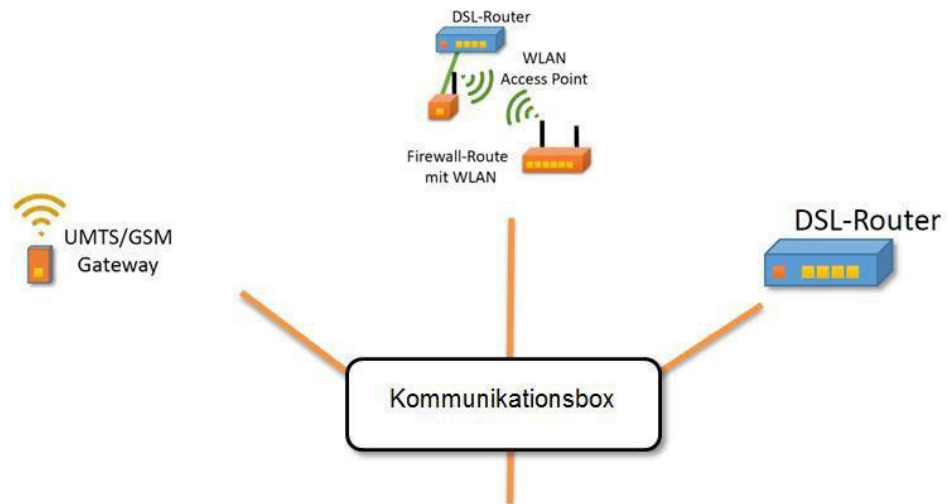 DSL-Router
WLAN
Access Point
Firewall-Route
mit WLAN
UMTS/GSM
Gateway
DSL-Router
Kommunikationsbox